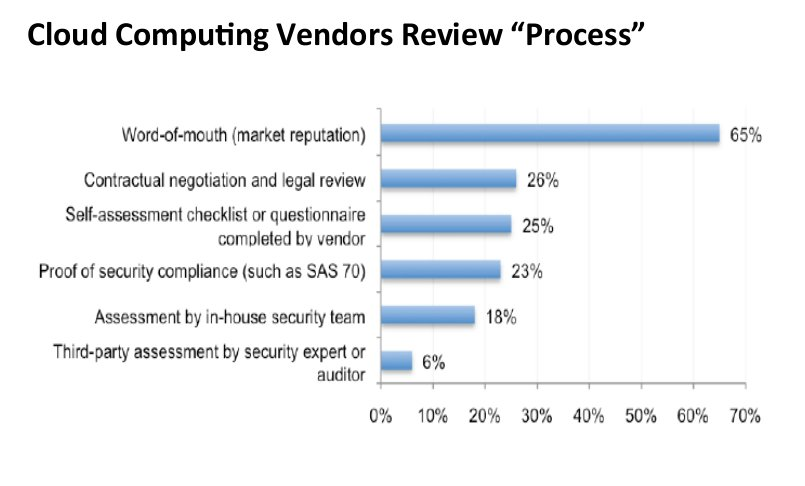 Cloud Computing Vendors Review “Process”
Word-of-mouth (market reputation)
65%
Contractual negotiation and legal review
26%
Self-assessment checklist or questionnaire
completed by vendor
25%
Proof of security compliance (such as SAS 70)
23%
Assessment by in-house security team
18%
Third-party assessment by security expert or
auditor
6%
0% 10% 20% 30% 40% 50% 60% 70%